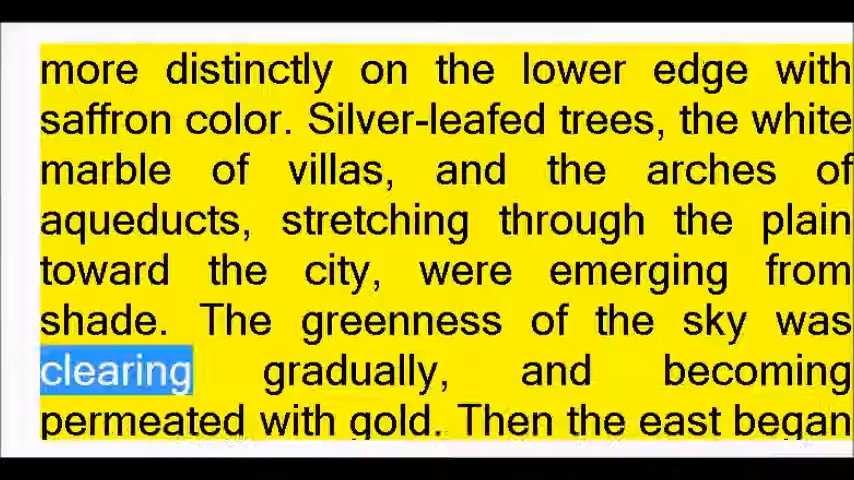 more distinctly on the lower edge with
saffron color. Silver-leafed trees, the white
marble of villas, and the arches of
aqueducts, stretching through the plain
toward the city, were emerging from
shade. The greenness of the sky was
clearing gradually, and becoming
permeated with gold. Then the east began